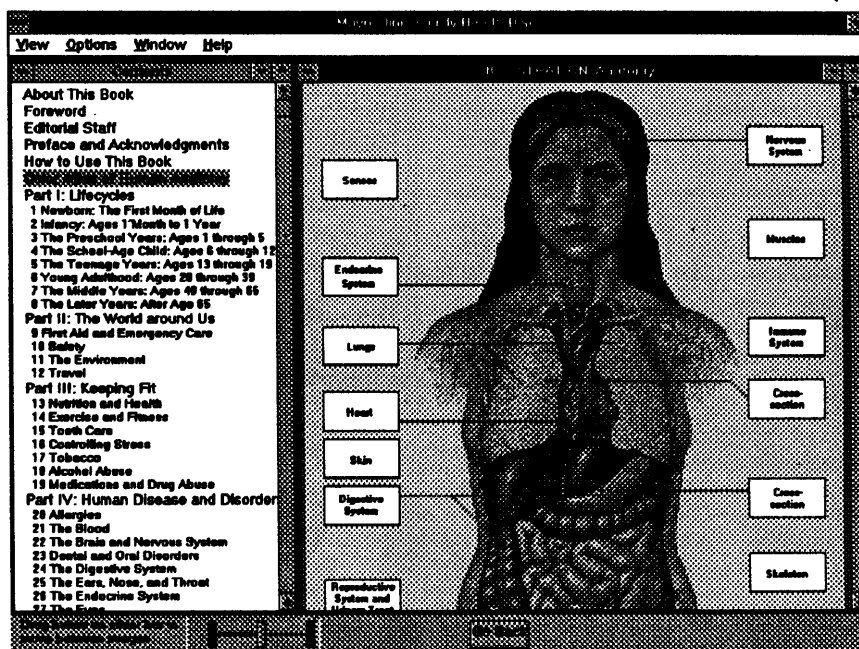 View Options Window Help
About This Book
Foreword
Editorial Staff
Preface and Acknowledgments
How to Use This Book
Part I: Lifecycles
1 Newborn: The First Month of Life
2 Infancy: Ages 1 Month to 1 Year
3 The Preschool Years: Ages 1 through 5
4 The School-Age Child: Ages 6 through 12
5 The Teenage Years: Ages 13 through 19
6 Young Adulthood: Ages 20 through 39
7 The Middle Years: Ages 40 through 65
8 The Later Years: After Age 65
Part II: The World around Us
9 First Aid and Emergency Care
10 Safety
11 The Environment
12 Travel
Part III: Keeping Fit
13 Nutrition and Health
14 Exercise and Fitness
15 Tooth Care
16 Controlling Stress
17 Tobacco
18 Alcohol Abuse
19 Medications and Drug Abuse
Part IV: Human Disease and Disorder
20 Allergies
21 The Blood
22 The Brain and Nervous System
23 Dental and Oral Disorders
24 The Digestive System
25 The Ears, Nose, and Throat
26 The Endocrine System
27 The Eyes
Senses
Endocrine
System
Lungs
Heart
Skin
Digestive
System
Reproductive
System and
Nervous
System
Muscles
Immune
System
Cross-
section
Cross-
section
Skeleton
Go Back